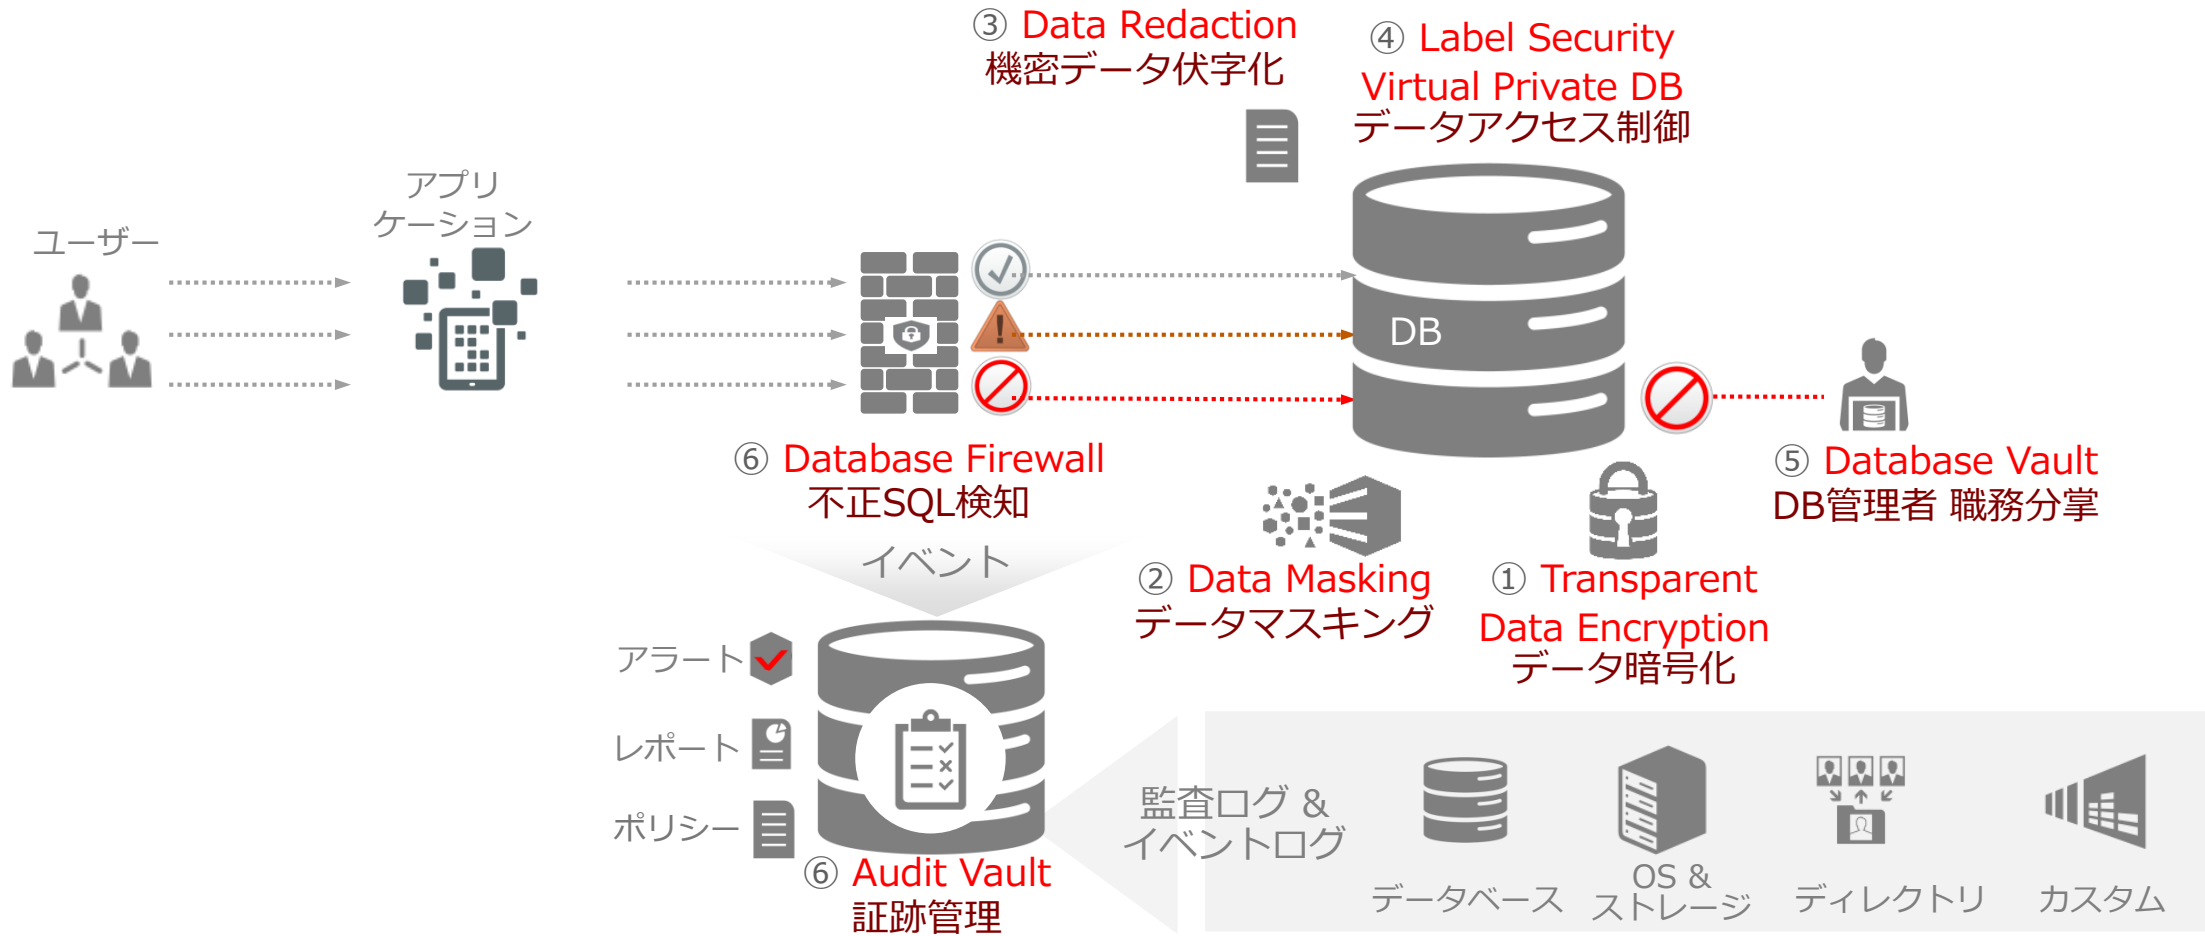 ③ Data Redaction
機密データ伏字化
④ Label Security
Virtual Private DB
データアクセス制御
ユーザー
アプリ
ケーション
DB
⑥ Database Firewall
不正SQL検知
⑤ Database Vault
DB管理者 職務分掌
イベント
② Data Masking
データマスキング
① Transparent
Data Encryption
データ暗号化
アラート
レポート
ポリシー
⑥ Audit Vault
証跡管理
監査ログ &
イベントログ
データベース
OS &
ストレージ
ディレクトリ
カスタム